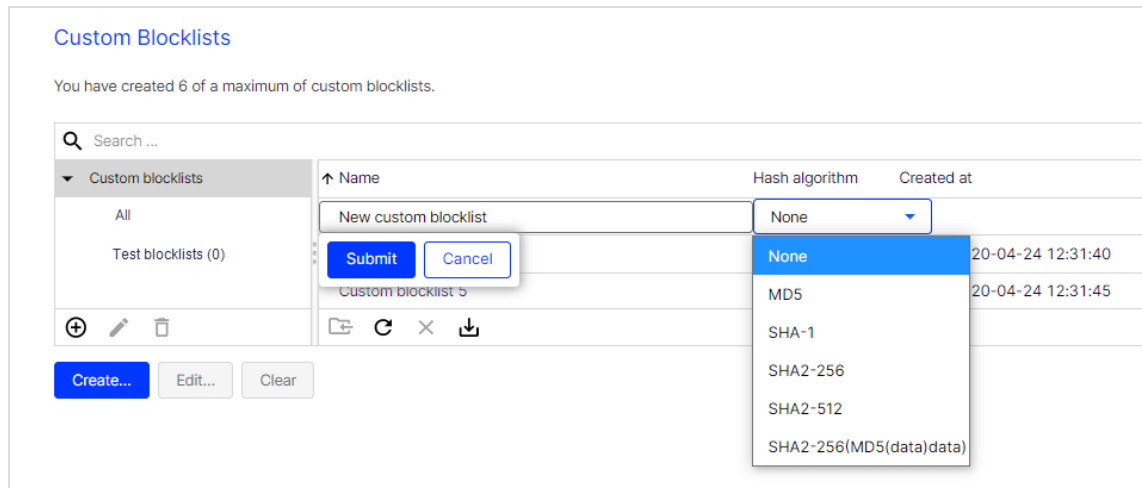 Custom Blocklists
You have created 6 of a maximum of custom blocklists.
Search ...
Custom blocklists
Name
Hash algorithm
Created at
All
New custom blocklist
None
Test blocklists (0)
Submit
Cancel
None
20-04-24 12:31:40
Custom blocklist 5
MD5
20-04-24 12:31:45
SHA-1
SHA2-256
SHA2-512
SHA2-256(MD5(data)data)
Create...
Edit...
Clear